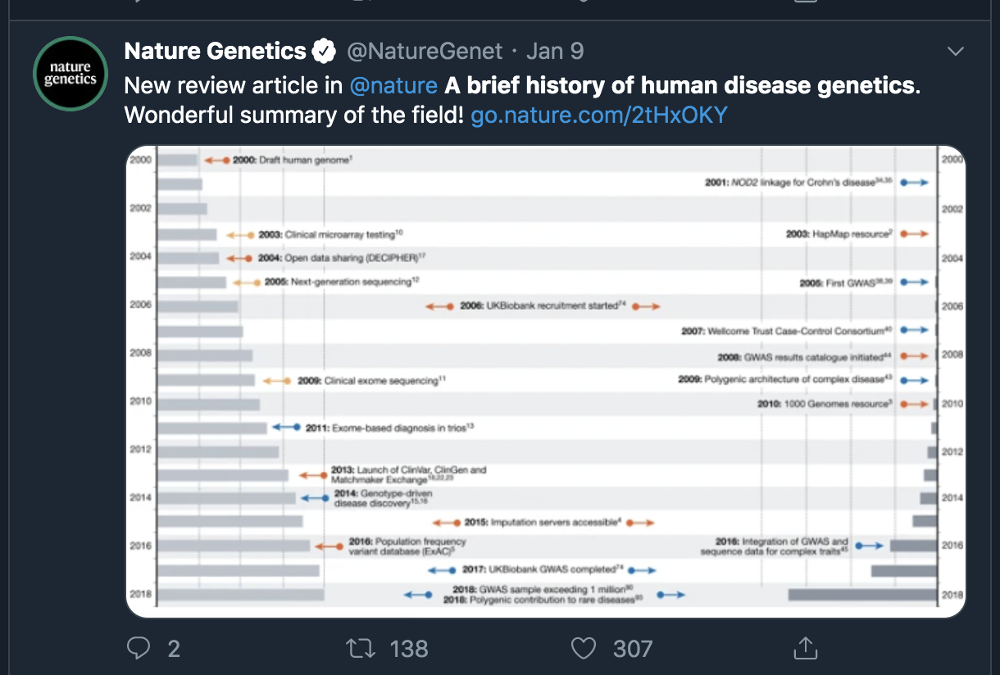 Nature Genetics @NatureGenet · Jan 9
nature
genetics
New review article in @nature A brief history of human disease genetics.
Wonderful summary of the field! go.nature.com/2tHxOKY
2000 2000: Draft human genome¹ 2000
2001: NOD2 linkage for Crohn's disease³⁴,³⁵
2002 2002
2003: Clinical microarray testing¹⁰ 2003: HapMap resource²
2004 2004: Open data sharing (DECIPHER)¹⁷ 2004
2005: Next-generation sequencing¹² 2005: First GWAS³⁸,³⁹
2006 2006: UKBiobank recruitment started⁷⁴ 2006
2007: Wellcome Trust Case-Control Consortium⁴⁰
2008 2008: GWAS results catalogue initiated⁴⁴ 2008
2009: Clinical exome sequencing¹¹ 2009: Polygenic architecture of complex disease⁴³
2010 2010: 1000 Genomes resource³ 2010
2011: Exome-based diagnosis in trios¹³
2012 2012
2013: Launch of ClinVar, ClinGen and
Matchmaker Exchange
2014 2014: Genotype-driven 2014
disease discovery¹⁵,¹⁶
2015: Imputation servers accessible⁴
2016 2016: Population frequency 2016: Integration of GWAS and 2016
variant database (ExAC)⁵ sequence data for complex traits⁴⁵
2017: UKBiobank GWAS completed⁷⁴
2018 2018: GWAS sample exceeding 1 million⁹⁰ 2018
2018: Polygenic contribution to rare diseases⁹³
2 138 307